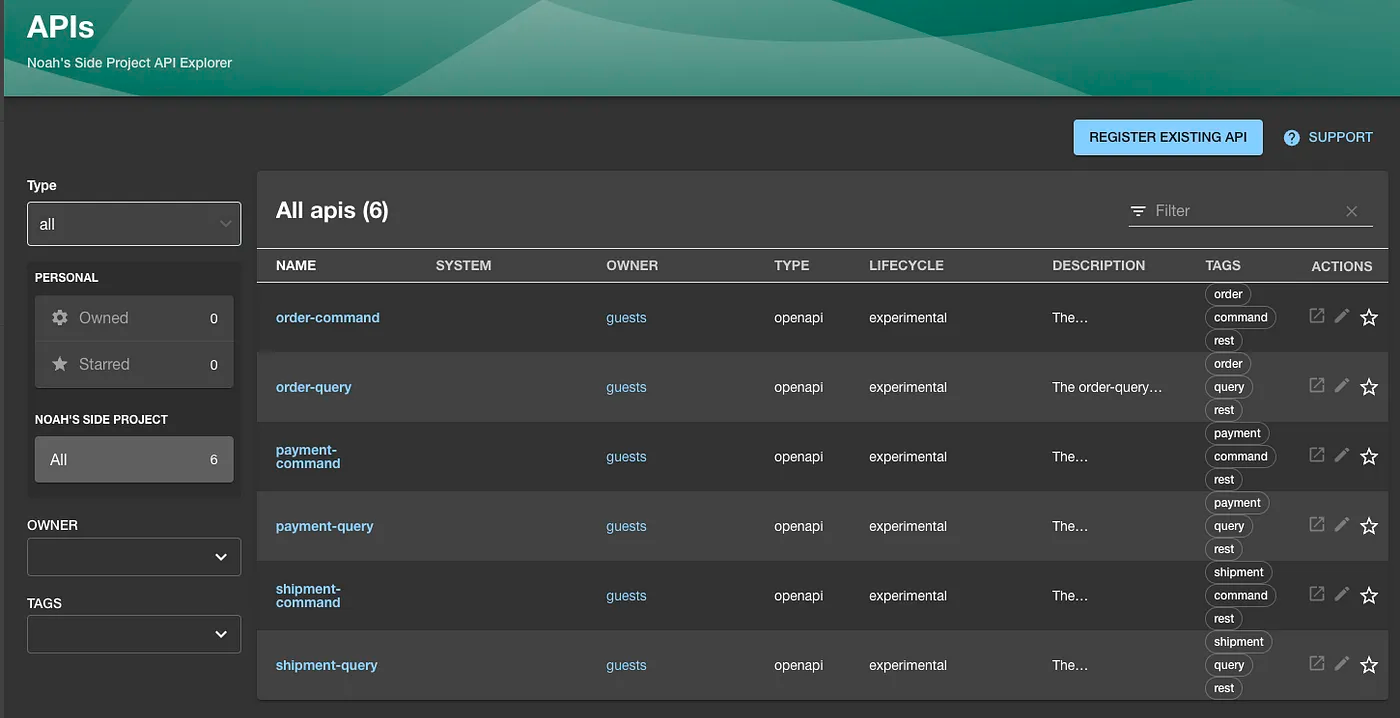 APIs
Noah's Side Project API Explorer
REGISTER EXISTING API
SUPPORT
Type
all
PERSONAL
Owned 0
Starred 0
NOAH'S SIDE PROJECT
All 6
OWNER
TAGS
All apis (6)
Filter
NAME SYSTEM OWNER TYPE LIFECYCLE DESCRIPTION TAGS ACTIONS
order-command guests openapi experimental The…
order
command
rest
order-query guests openapi experimental The order-query…
order
query
rest
payment-
command guests openapi experimental The…
payment
command
rest
payment-query guests openapi experimental The…
payment
query
rest
shipment-
command guests openapi experimental The…
shipment
command
rest
shipment-query guests openapi experimental The…
shipment
query
rest